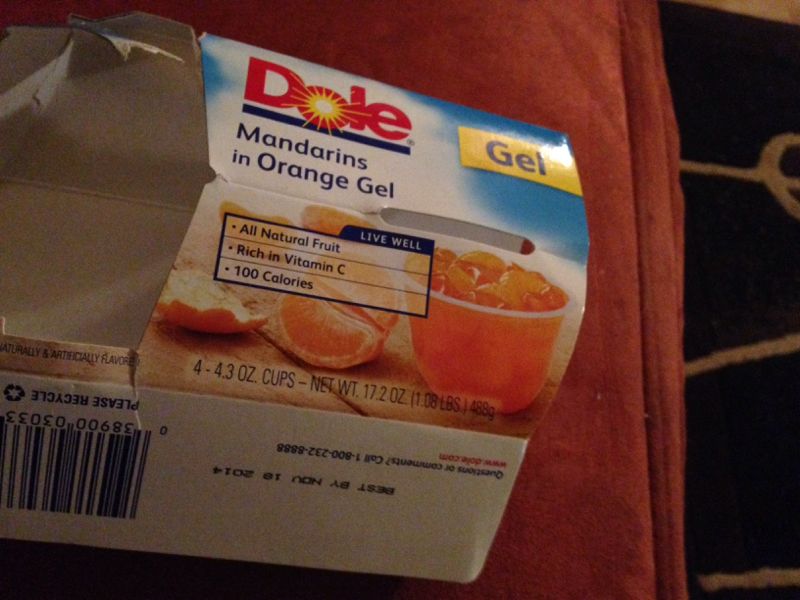 Dole
Mandarins
in Orange Gel
Gel
LIVE WELL
• All Natural Fruit
• Rich in Vitamin C
• 100 Calories
NATURALLY & ARTIFICIALLY FLAVORED
4 - 4.3 OZ. CUPS – NET WT. 17.2 OZ. (1.08 LBS.) 488g
PLEASE RECYCLE
38900 03033
0
Questions or comments? Call 1-800-232-8888
www.dole.com
BEST BY NOV 19 2014